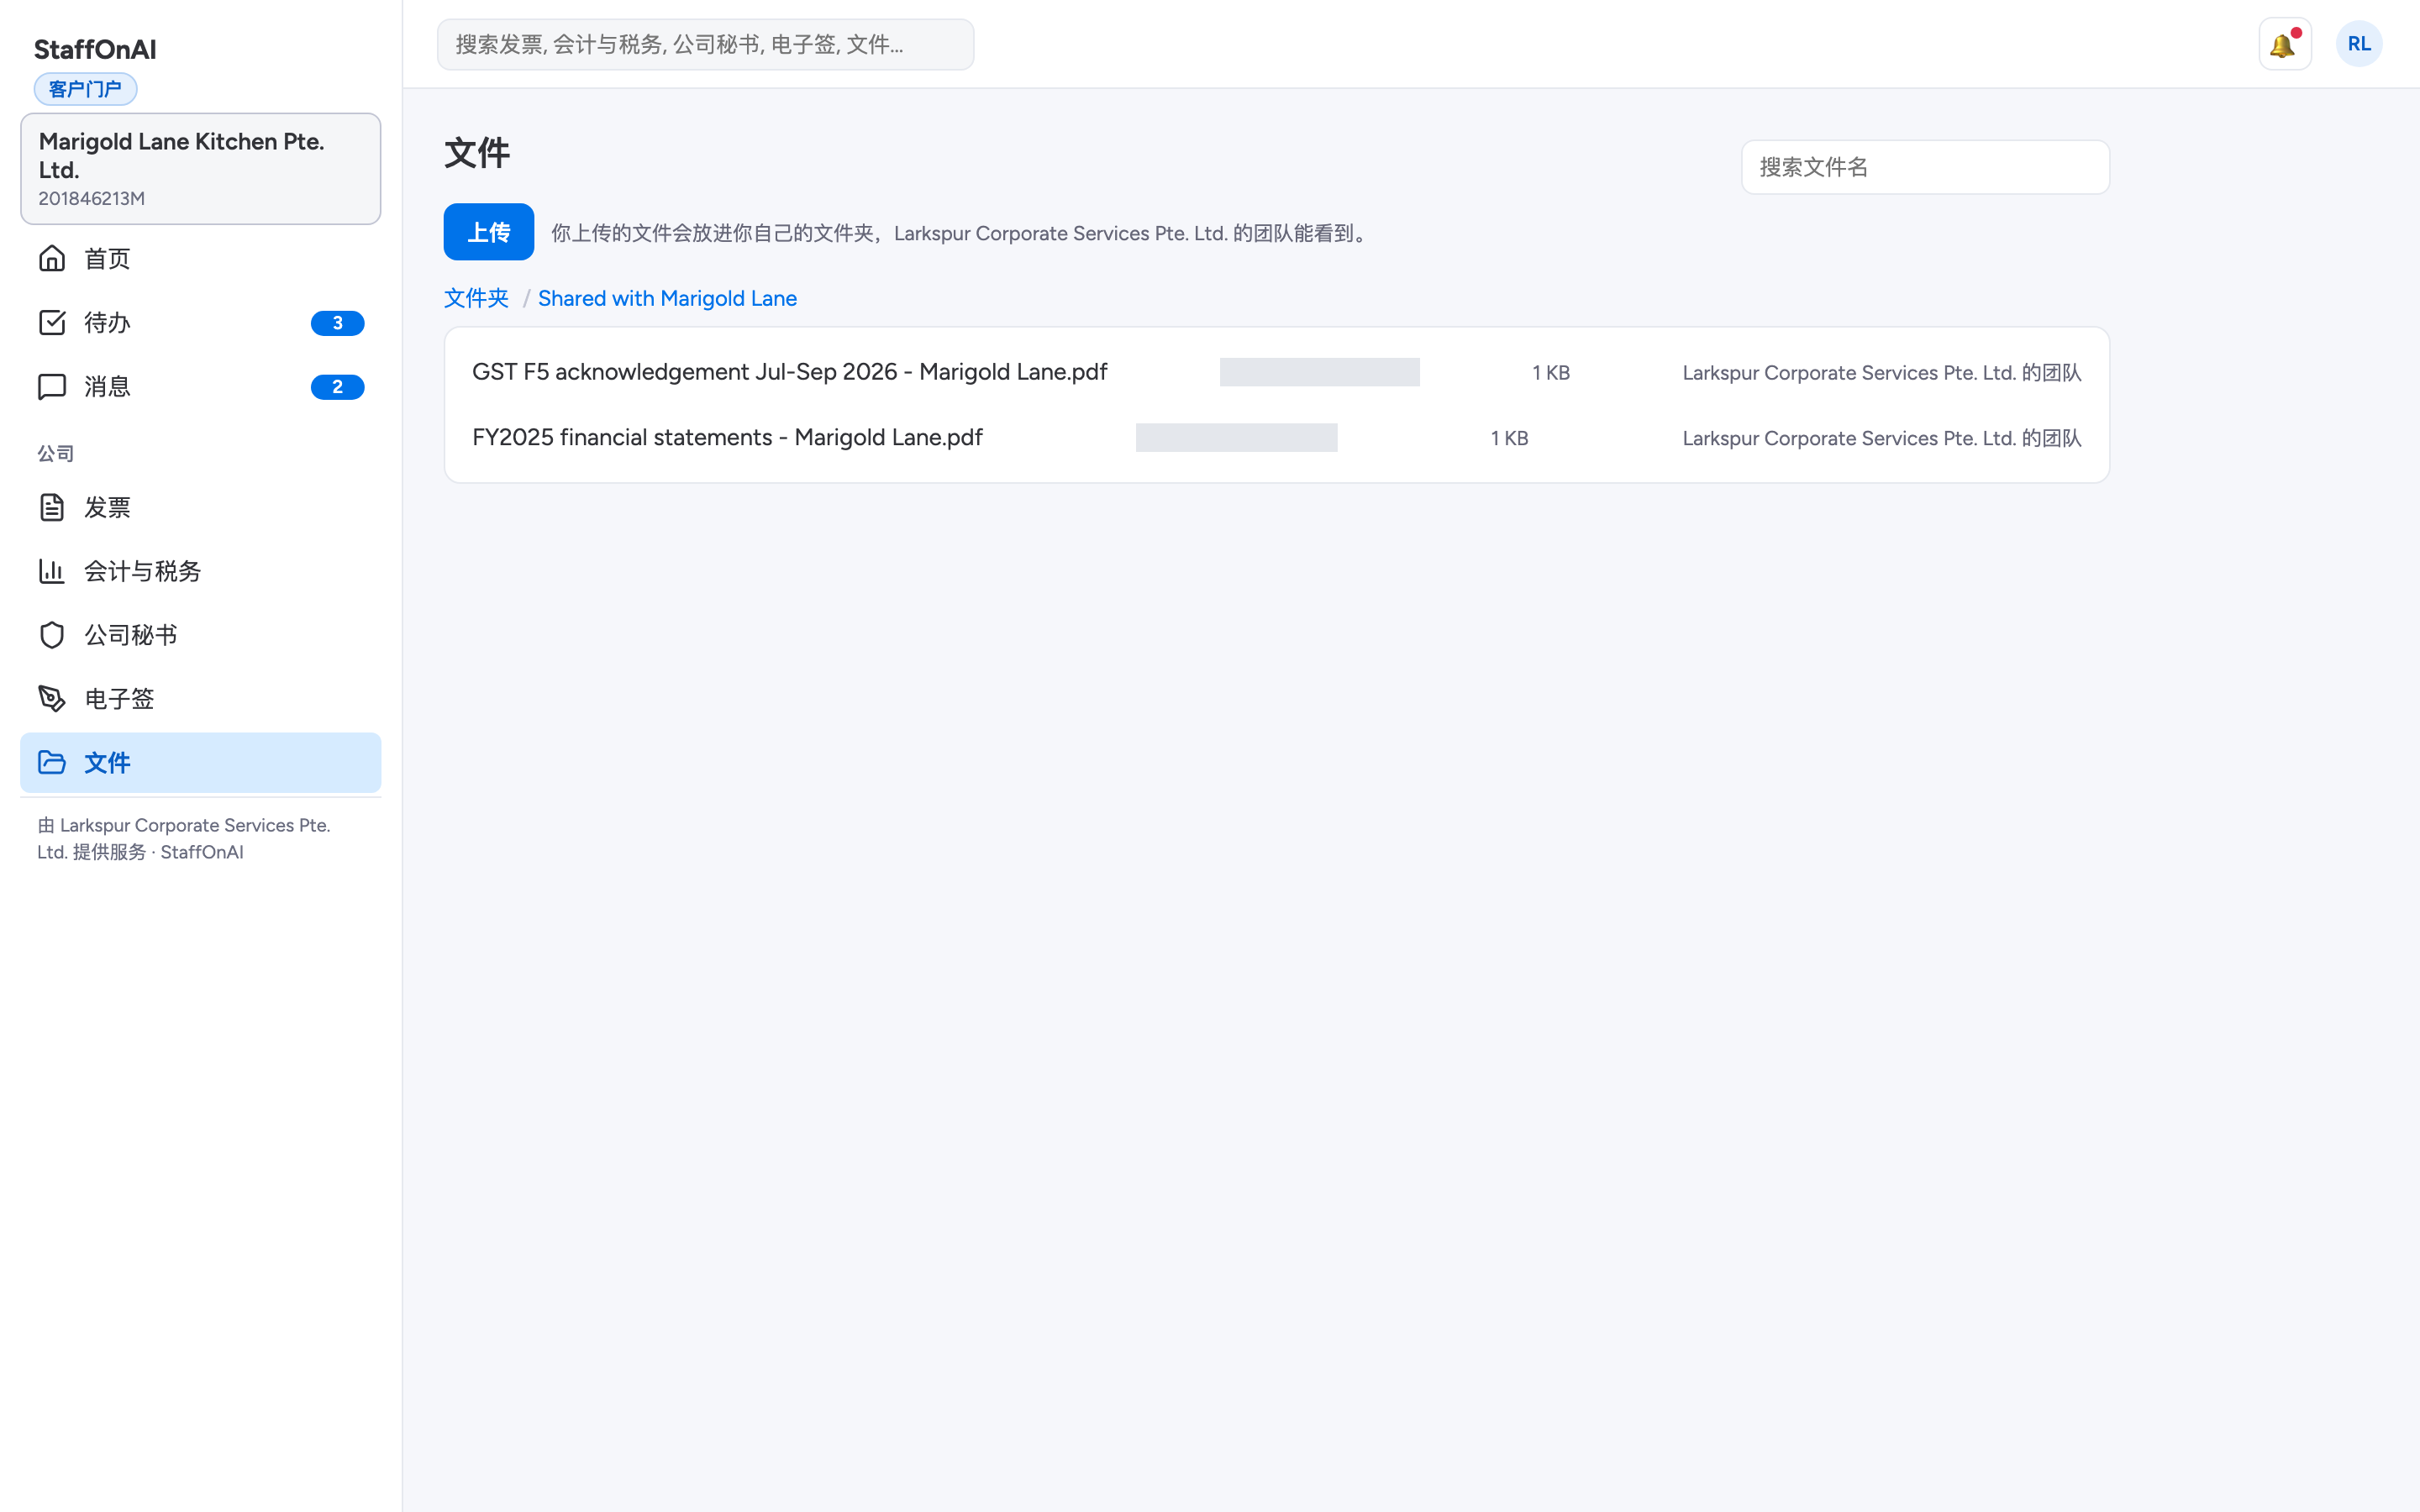 StaffOnAI
客户门户
Marigold Lane Kitchen Pte. Ltd.
201846213M
首页
待办 3
消息 2
公司
发票
会计与税务
公司秘书
电子签
文件
由 Larkspur Corporate Services Pte.
Ltd. 提供服务 · StaffOnAI
搜索发票, 会计与税务, 公司秘书, 电子签, 文件...
RL
文件
搜索文件名
上传 你上传的文件会放进你自己的文件夹，Larkspur Corporate Services Pte. Ltd. 的团队能看到。
文件夹 / Shared with Marigold Lane
GST F5 acknowledgement Jul-Sep 2026 - Marigold Lane.pdf 1 KB Larkspur Corporate Services Pte. Ltd. 的团队
FY2025 financial statements - Marigold Lane.pdf 1 KB Larkspur Corporate Services Pte. Ltd. 的团队